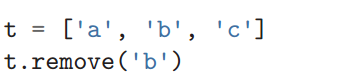 t = ['a', 'b', 'c']
t.remove('b')